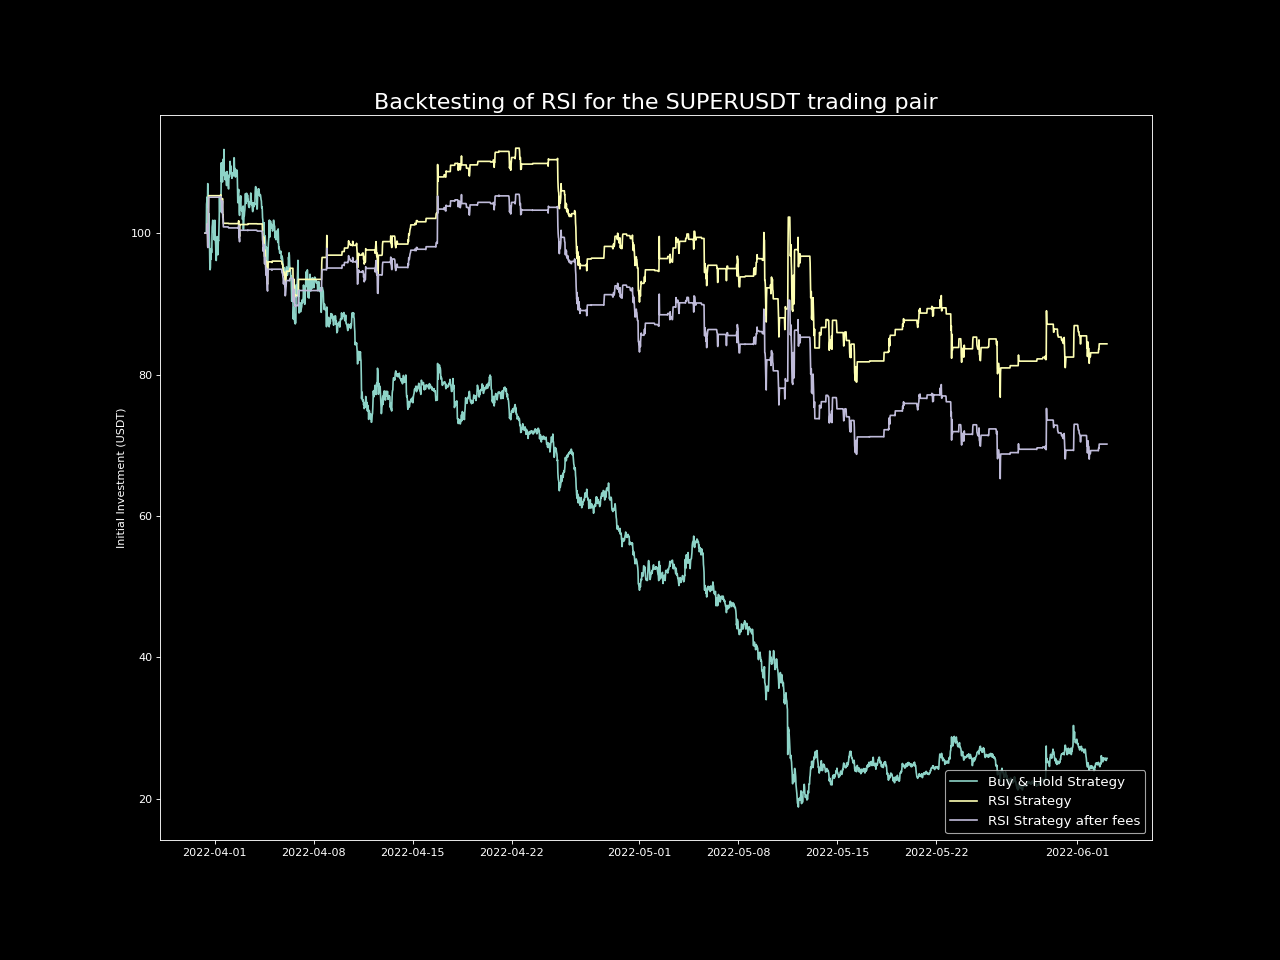 Backtesting of RSI for the SUPERUSDT trading pair
Initial Investment (USDT)
100
80
60
40
20
2022-04-01
2022-04-08
2022-04-15
2022-04-22
2022-05-01
2022-05-08
2022-05-15
2022-05-22
2022-06-01
Buy & Hold Strategy
RSI Strategy
RSI Strategy after fees